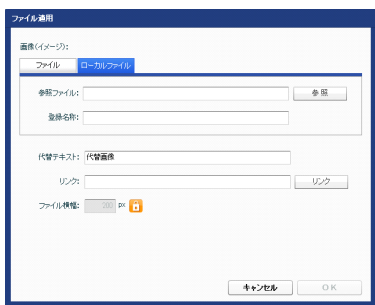 ファイル適用
画像(イメージ):
ファイル ローカルファイル
参照ファイル: 参照
登録名称:
代替テキスト: 代替画像
リンク: リンク
ファイル横幅: 200 px
キャンセル OK